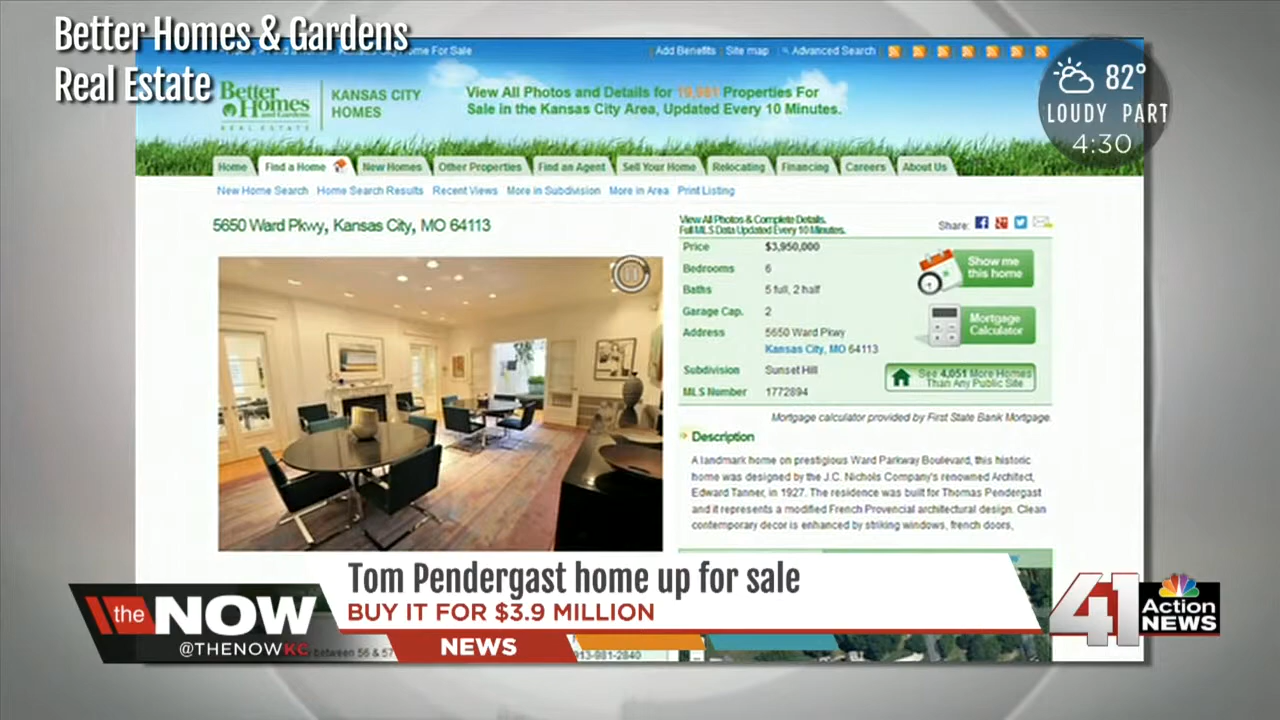 Better Homes & Gardens
Real Estate
Kansas City Home For Sale
Add Benefits
Site map
Advanced Search
82°
LOUDY PART
4:30
Better
Homes
and Gardens
REAL ESTATE
KANSAS CITY
HOMES
View All Photos and Details for Properties For
Sale in the Kansas City Area, Updated Every 10 Minutes.
Home
Find a Home
New Homes
Other Properties
Find an Agent
Sell Your Home
Relocating
Financing
Careers
About Us
New Home Search
Home Search Results
Recent Views
More in Subdivision
More in Area
Print Listing
5650 Ward Pkwy, Kansas City, MO 64113
View All Photos & Complete Details.
Full MLS Data Updated Every 10 Minutes.
Share:
Price $3,950,000
Bedrooms 6
Baths 5 full, 2 half
Garage Cap. 2
Address 5650 Ward Pkwy
Kansas City, MO 64113
Subdivision Sunset Hill
MLS Number 1772894
Show me
this home
Mortgage
Calculator
See 4,051 More Homes
Than Any Public Site
Mortgage calculator provided by First State Bank Mortgage.
Description
A landmark home on prestigious Ward Parkway Boulevard, this historic
home was designed by the J.C. Nichols Company's renowned Architect,
Edward Tanner, in 1927. The residence was built for Thomas Pendergast
and it represents a modified French Provencial architectural design. Clean
contemporary decor is enhanced by striking windows, french doors,
Tom Pendergast home up for sale
BUY IT FOR $3.9 MILLION
the NOW
@THENOWKC
NEWS
41
Action
NEWS
between 56 & 57
913-981-2840